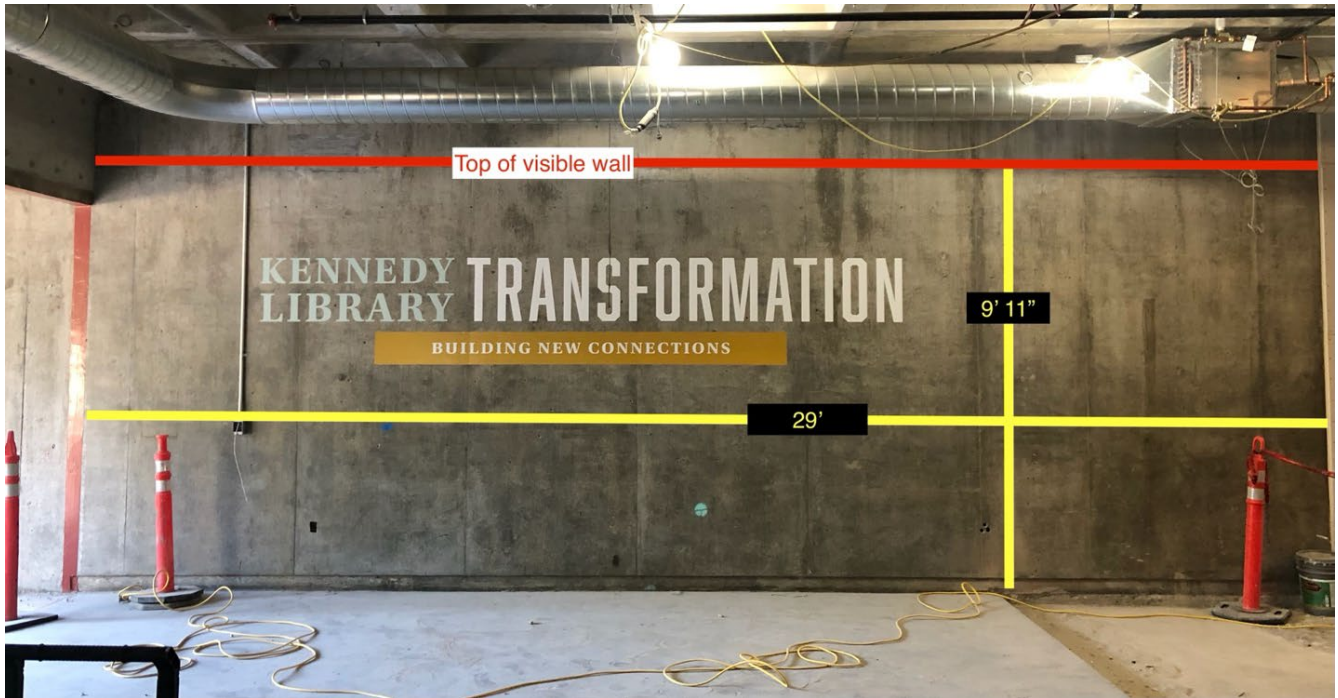 Top of visible wall
KENNEDY
LIBRARY
TRANSFORMATION
BUILDING NEW CONNECTIONS
9' 11”
29'